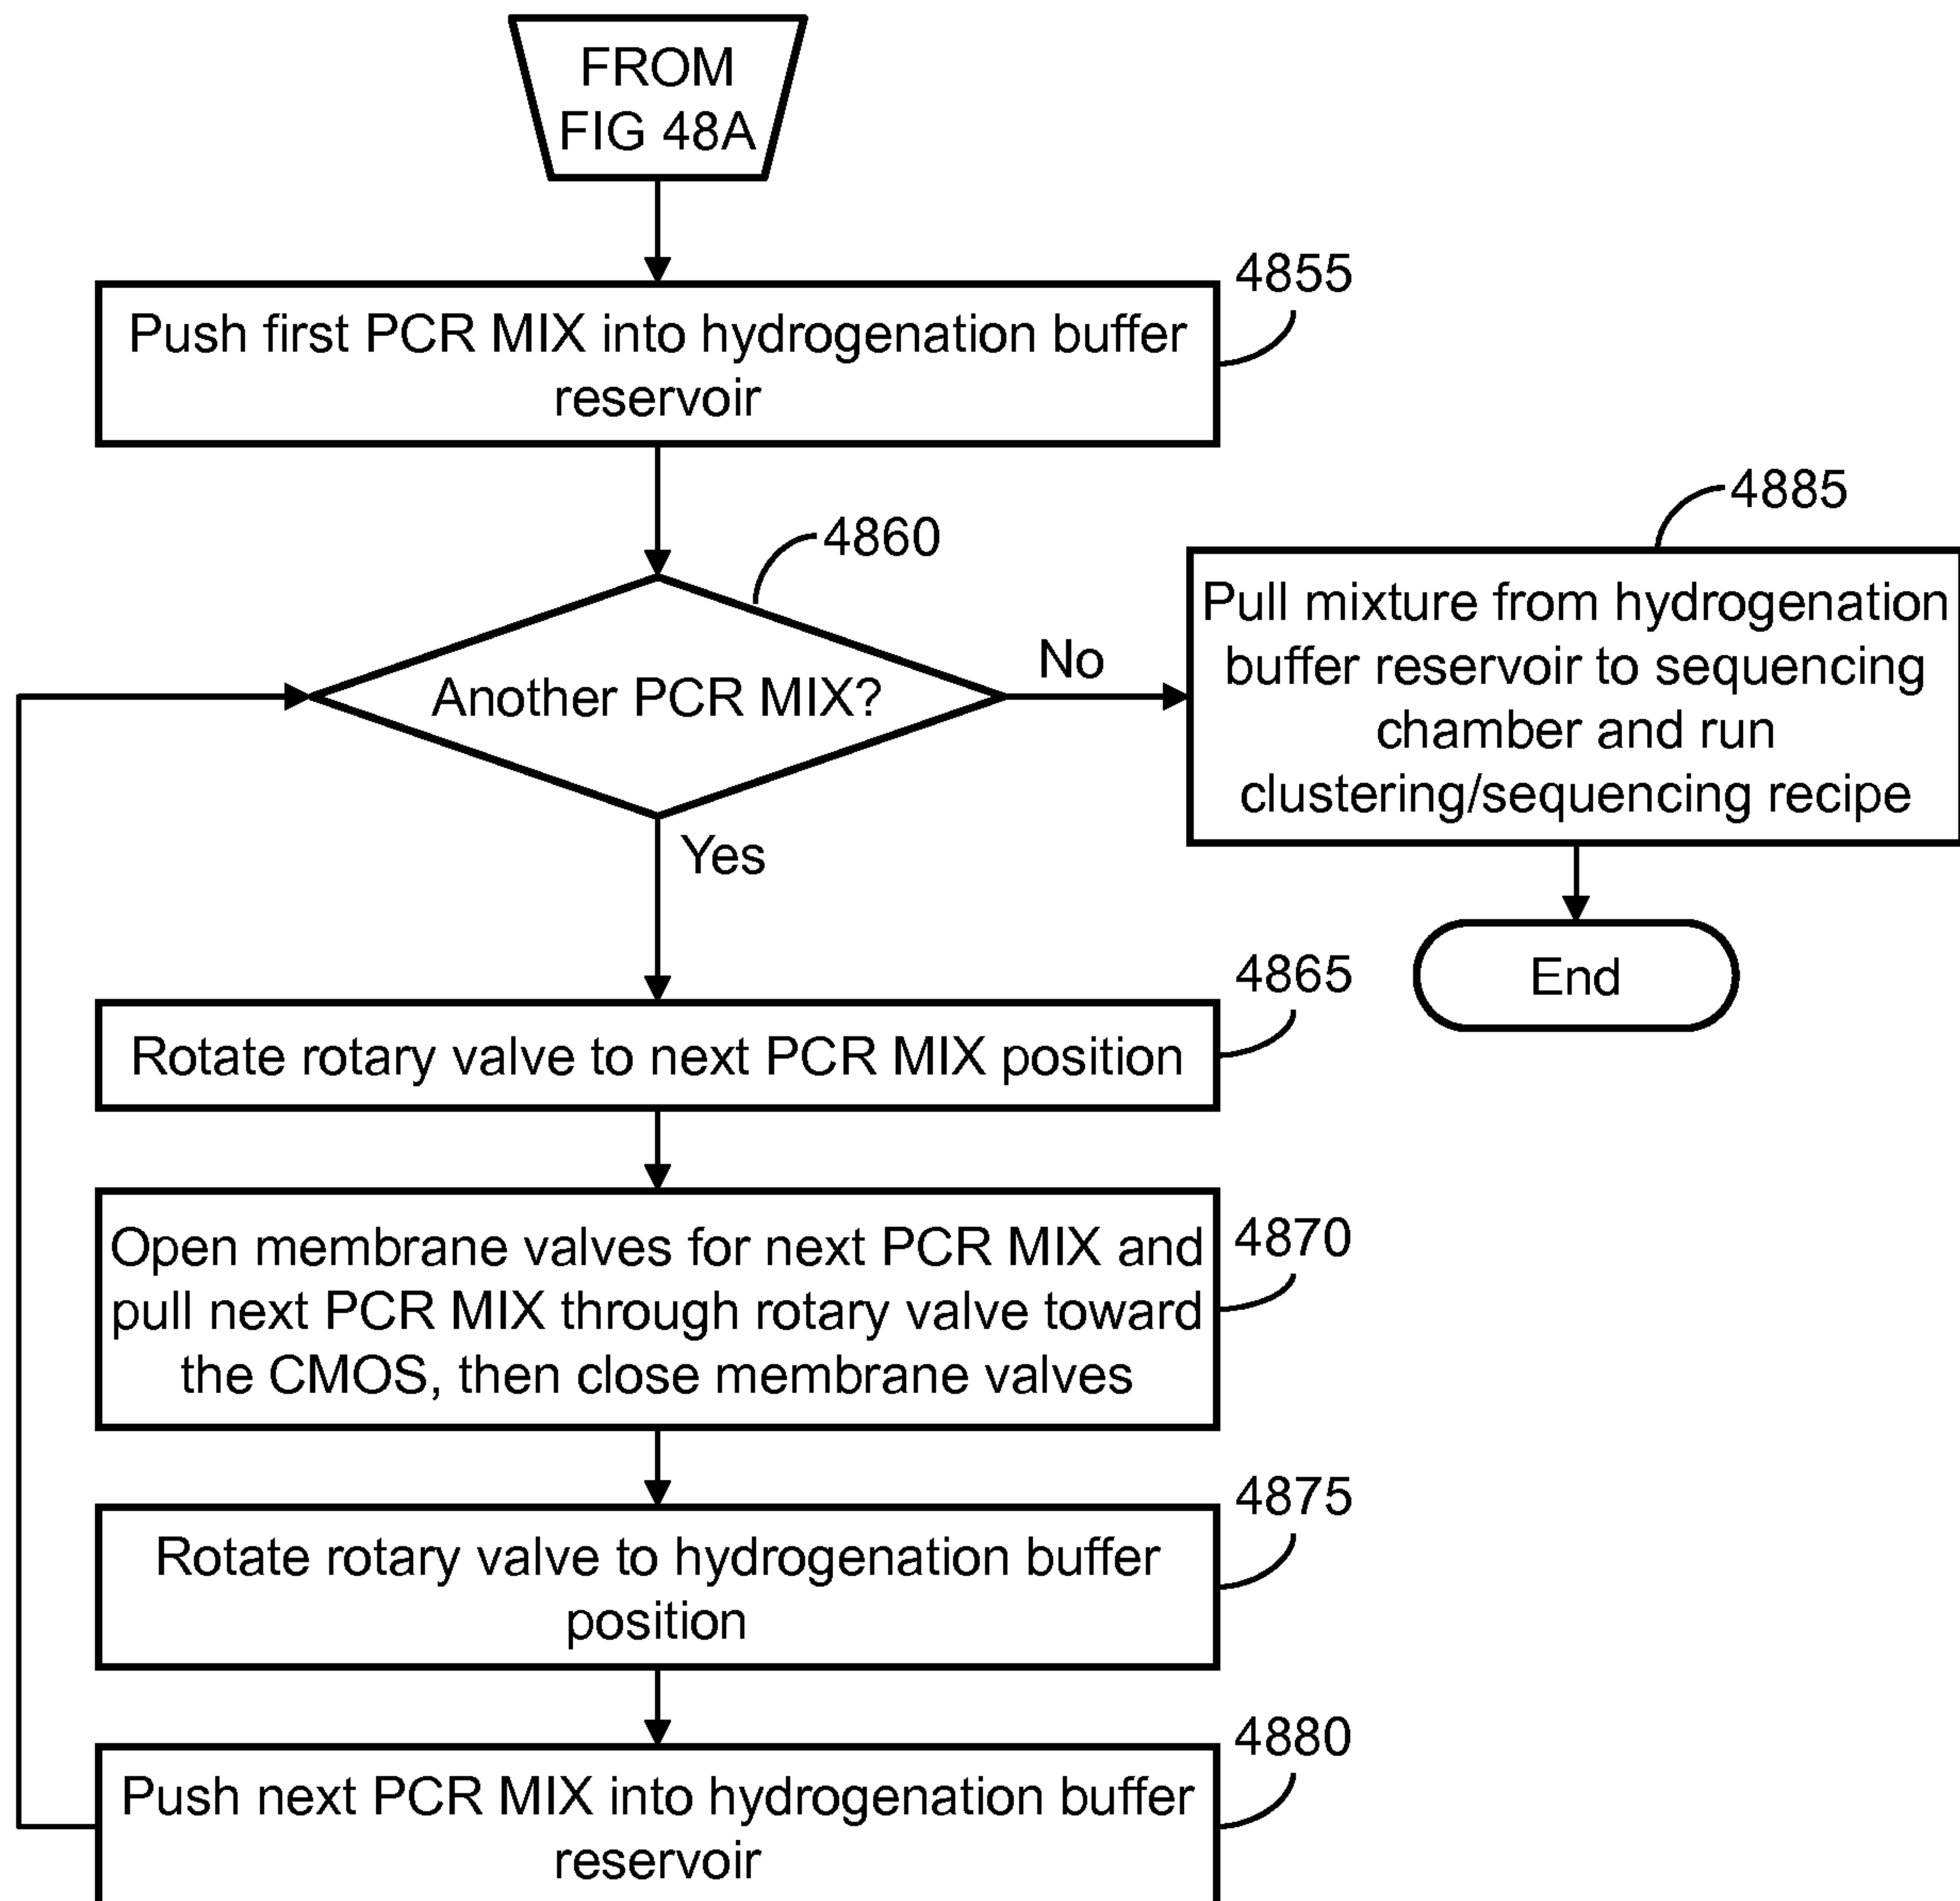 FROM
FIG 48A
4855
Push first PCR MIX into hydrogenation buffer
reservoir
4860
Another PCR MIX?
No
4885
Pull mixture from hydrogenation
buffer reservoir to sequencing
chamber and run
clustering/sequencing recipe
End
Yes
4865
Rotate rotary valve to next PCR MIX position
4870
Open membrane valves for next PCR MIX and
pull next PCR MIX through rotary valve toward
the CMOS, then close membrane valves
4875
Rotate rotary valve to hydrogenation buffer
position
4880
Push next PCR MIX into hydrogenation buffer
reservoir